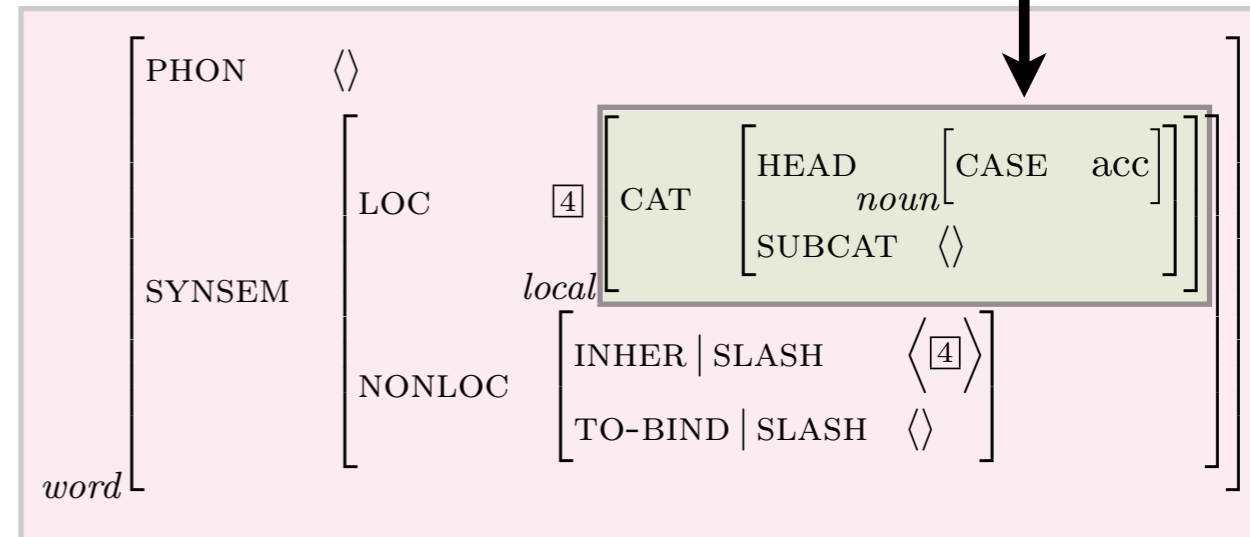 PHON ⟨⟩
HEAD noun[CASE acc]
LOC 4 CAT
SUBCAT ⟨⟩
SYNSEM local
INHER | SLASH ⟨4⟩
NONLOC
TO-BIND | SLASH ⟨⟩
word